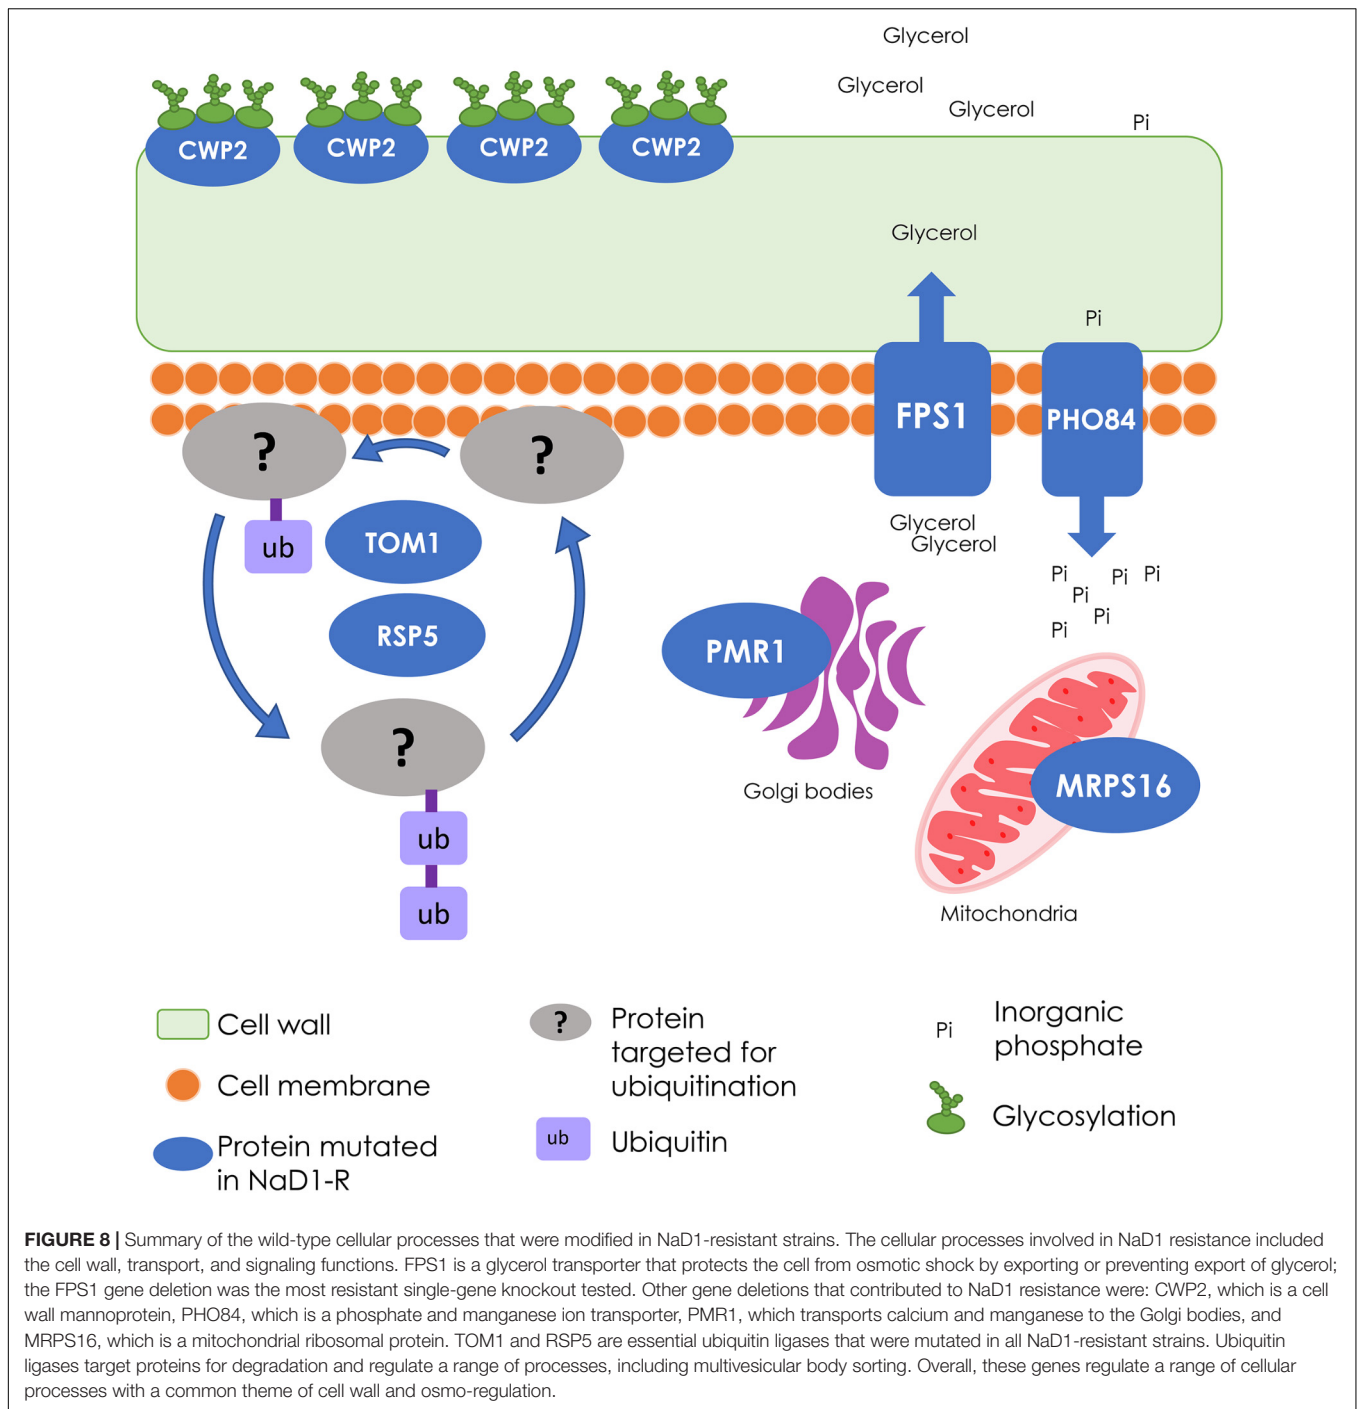 Glycerol
Glycerol
Glycerol
Pi
CWP2
CWP2
CWP2
CWP2
Glycerol
Pi
FPS1
PHO84
?
?
ub
TOM1
RSP5
?
ub
ub
Glycerol
Glycerol
Pi
Pi
Pi
Pi
Pi
Pi
PMR1
Golgi bodies
MRPS16
Mitochondria
Cell wall
Cell membrane
Protein mutated
in NaD1-R
?
Protein
targeted for
ubiquitination
ub
Ubiquitin
Pi
Inorganic
phosphate
Glycosylation
FIGURE 8 | Summary of the wild-type cellular processes that were modified in NaD1-resistant strains. The cellular processes involved in NaD1 resistance included
the cell wall, transport, and signaling functions. FPS1 is a glycerol transporter that protects the cell from osmotic shock by exporting or preventing export of glycerol;
the FPS1 gene deletion was the most resistant single-gene knockout tested. Other gene deletions that contributed to NaD1 resistance were: CWP2, which is a cell
wall mannoprotein, PHO84, which is a phosphate and manganese ion transporter, PMR1, which transports calcium and manganese to the Golgi bodies, and
MRPS16, which is a mitochondrial ribosomal protein. TOM1 and RSP5 are essential ubiquitin ligases that were mutated in all NaD1-resistant strains. Ubiquitin
ligases target proteins for degradation and regulate a range of processes, including multivesicular body sorting. Overall, these genes regulate a range of cellular
processes with a common theme of cell wall and osmo-regulation.